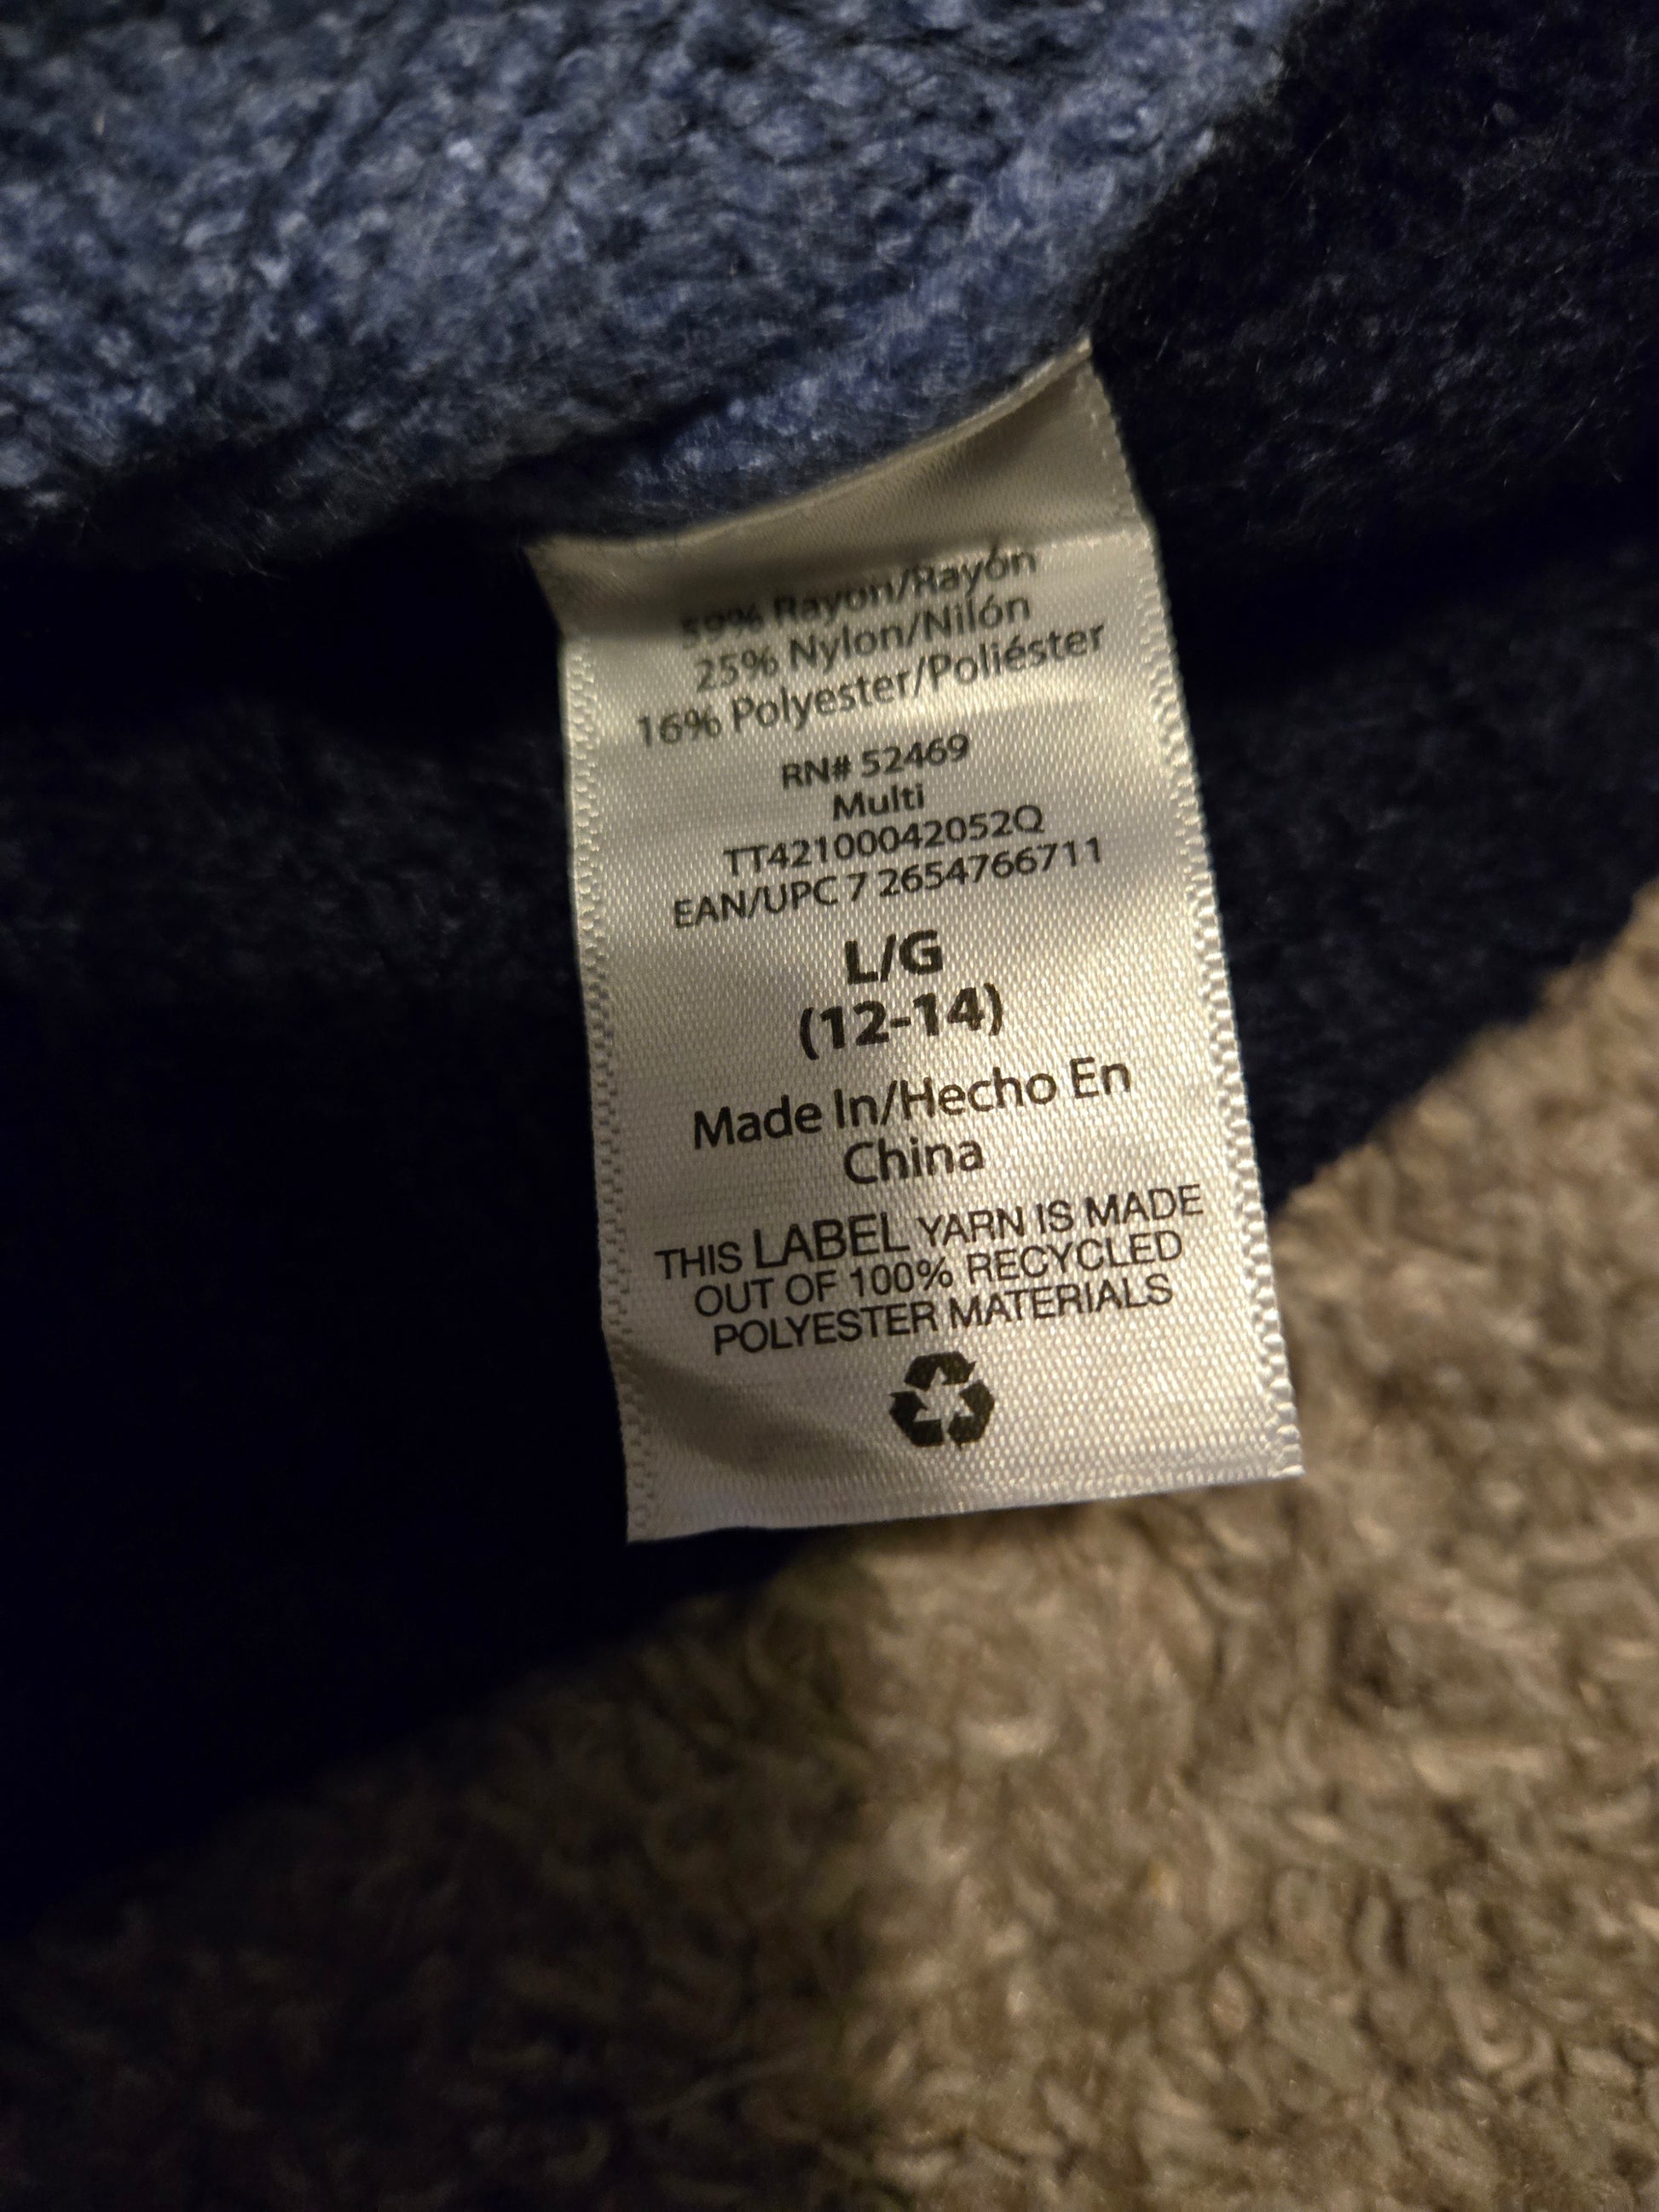 59% Rayon/Rayón
25% Nylon/Nilón
16% Polyester/Poliéster
RN# 52469
Multi
TT42100042052Q
EAN/UPC 7 2654766711
L/G
(12-14)
Made In/Hecho En
China
THIS LABEL YARN IS MADE
OUT OF 100% RECYCLED
POLYESTER MATERIALS